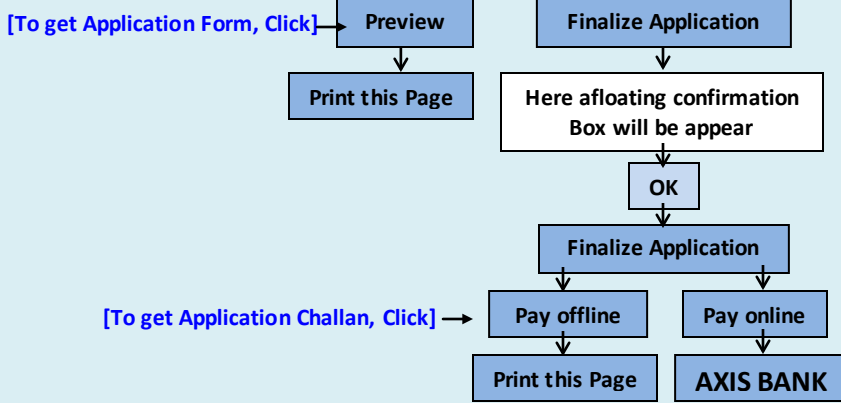 [To get Application Form, Click]
Preview
Finalize Application
Print this Page
Here afloating confirmation
Box will be appear
OK
Finalize Application
[To get Application Challan, Click]
Pay offline
Pay online
Print this Page
AXIS BANK